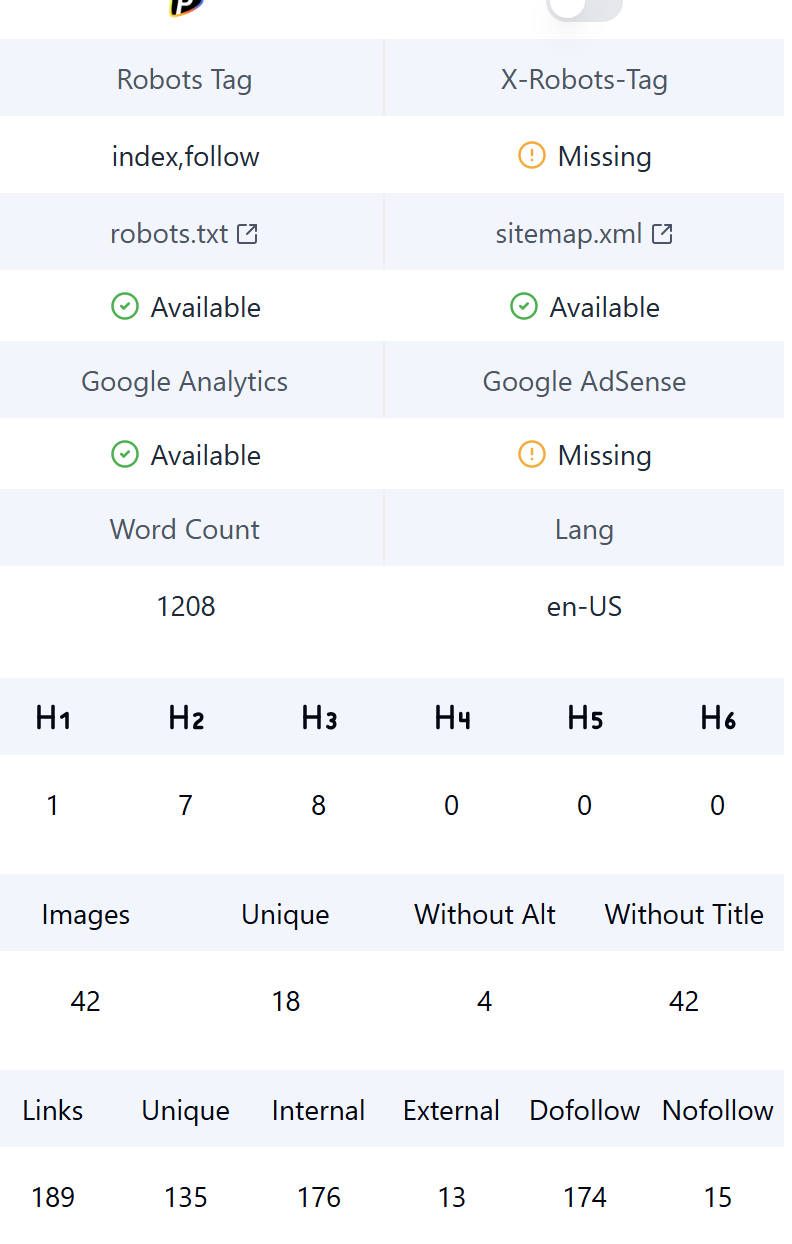 Robots Tag X-Robots-Tag
index,follow Missing
robots.txt sitemap.xml
Available Available
Google Analytics Google AdSense
Available Missing
Word Count Lang
1208 en-US
H1 H2 H3 H4 H5 H6
1 7 8 0 0 0
Images Unique Without Alt Without Title
42 18 4 42
Links Unique Internal External Dofollow Nofollow
189 135 176 13 174 15